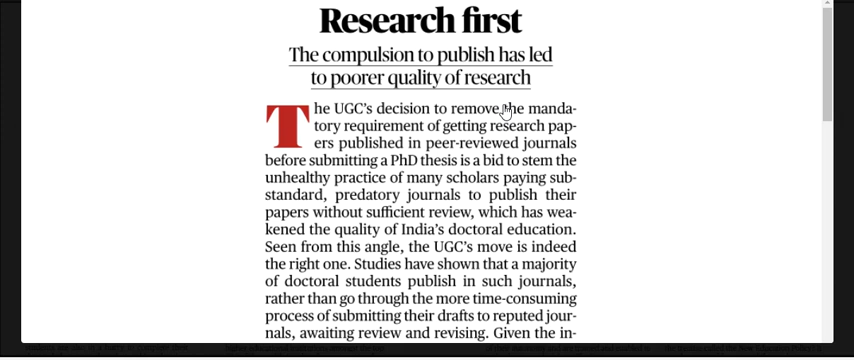 Research first
The compulsion to publish has led
to poorer quality of research
The UGC's decision to remove the manda-
tory requirement of getting research pap-
ers published in peer-reviewed journals
before submitting a PhD thesis is a bid to stem the
unhealthy practice of many scholars paying sub-
standard, predatory journals to publish their
papers without sufficient review, which has wea-
kened the quality of India's doctoral education.
Seen from this angle, the UGC's move is indeed
the right one. Studies have shown that a majority
of doctoral students publish in such journals,
rather than go through the more time-consuming
process of submitting their drafts to reputed jour-
nals, awaiting review and revising. Given the in-